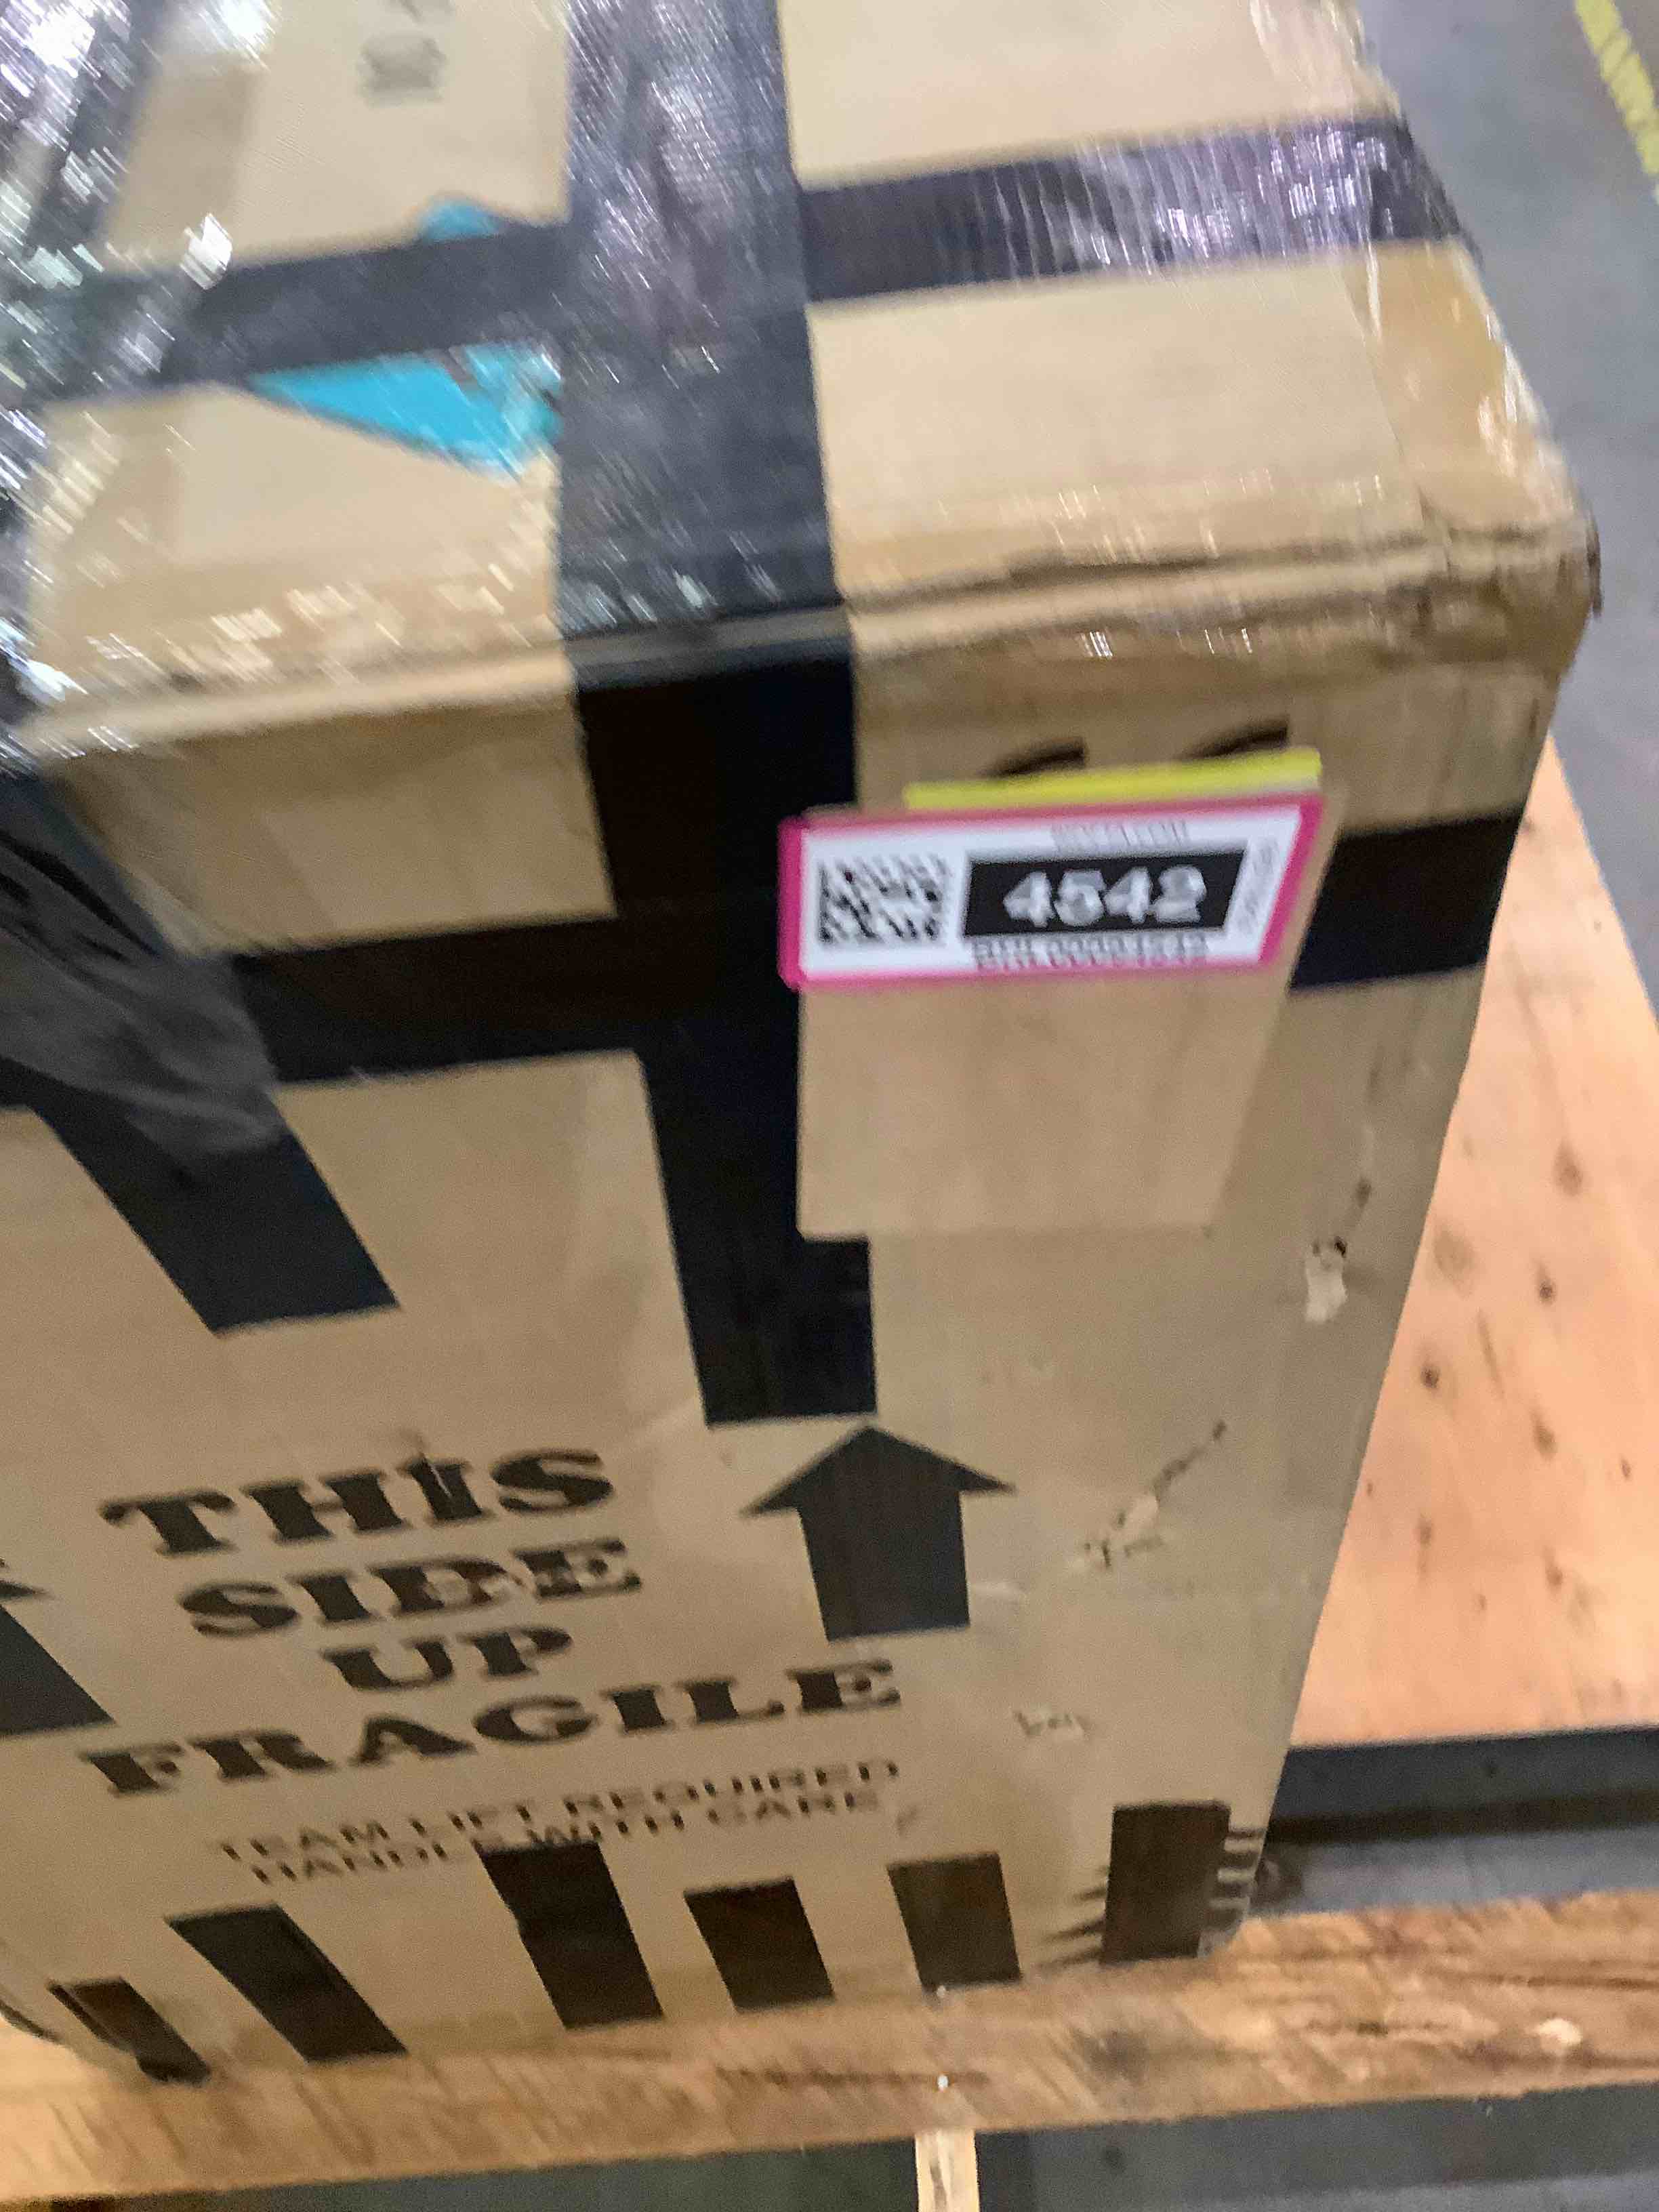 4542
THIS
SIDE
UP
FRAGILE
TEAM LIFT REQUIRED
HANDLE WITH CARE